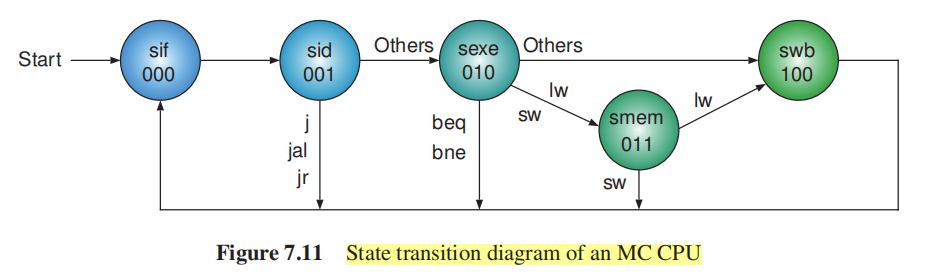 Start
sif
000
sid
001
Others
sexe
010
Others
swb
100
lw
sw
lw
smem
011
j
jal
jr
beq
bne
sw
Figure 7.11 State transition diagram of an MC CPU